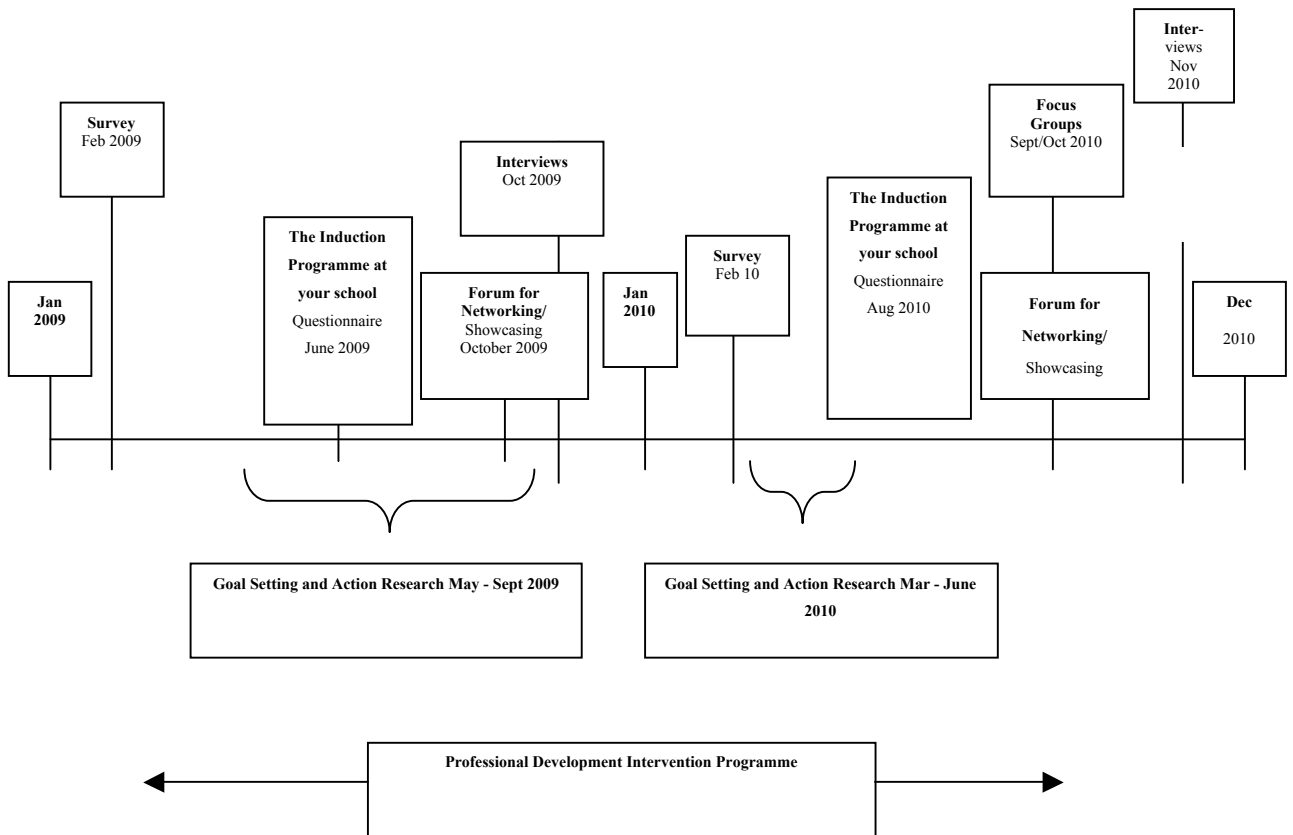 Inter-
views
Nov
2010
Survey
Feb 2009
Focus
Groups
Sept/Oct 2010
Interviews
Oct 2009
The Induction
Programme at
your school
Questionnaire
Aug 2010
The Induction
Programme at
your school
Questionnaire
June 2009
Survey
Feb 10
Jan
2009
Forum for
Networking/
Showcasing
October 2009
Jan
2010
Forum for
Networking/
Showcasing
Dec
2010
Goal Setting and Action Research May - Sept 2009
Goal Setting and Action Research Mar - June
2010
Professional Development Intervention Programme